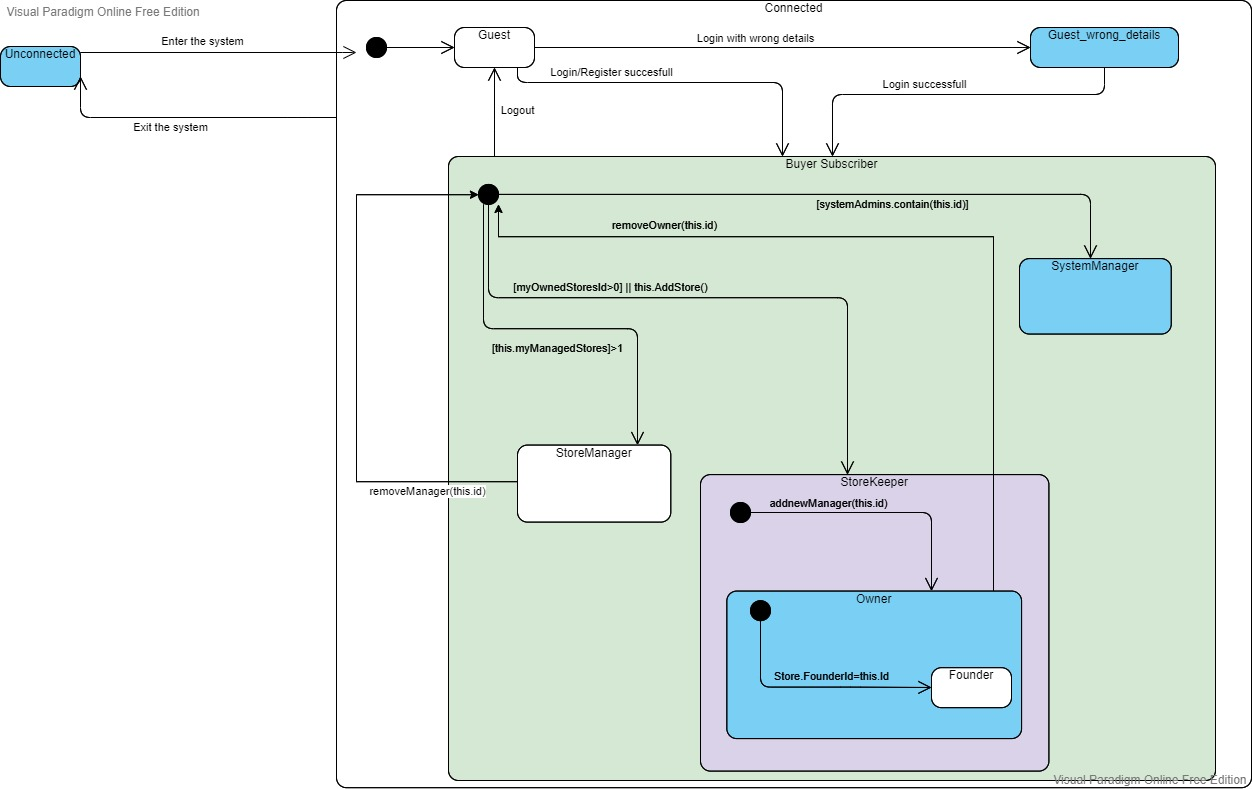 Visual Paradigm Online Free Edition
Connected
Unconnected
Enter the system
Guest
Login with wrong details
Guest_wrong_details
Login/Register succesfull
Login successfull
Logout
Exit the system
Buyer Subscriber
[systemAdmins.contain(this.id)]
removeOwner(this.id)
SystemManager
[myOwnedStoresId>0] || this.AddStore()
[this.myManagedStores]>1
StoreManager
removeManager(this.id)
StoreKeeper
addnewManager(this.id)
Owner
Store.FounderId=this.Id
Founder
Visual Paradigm Online Free Edition